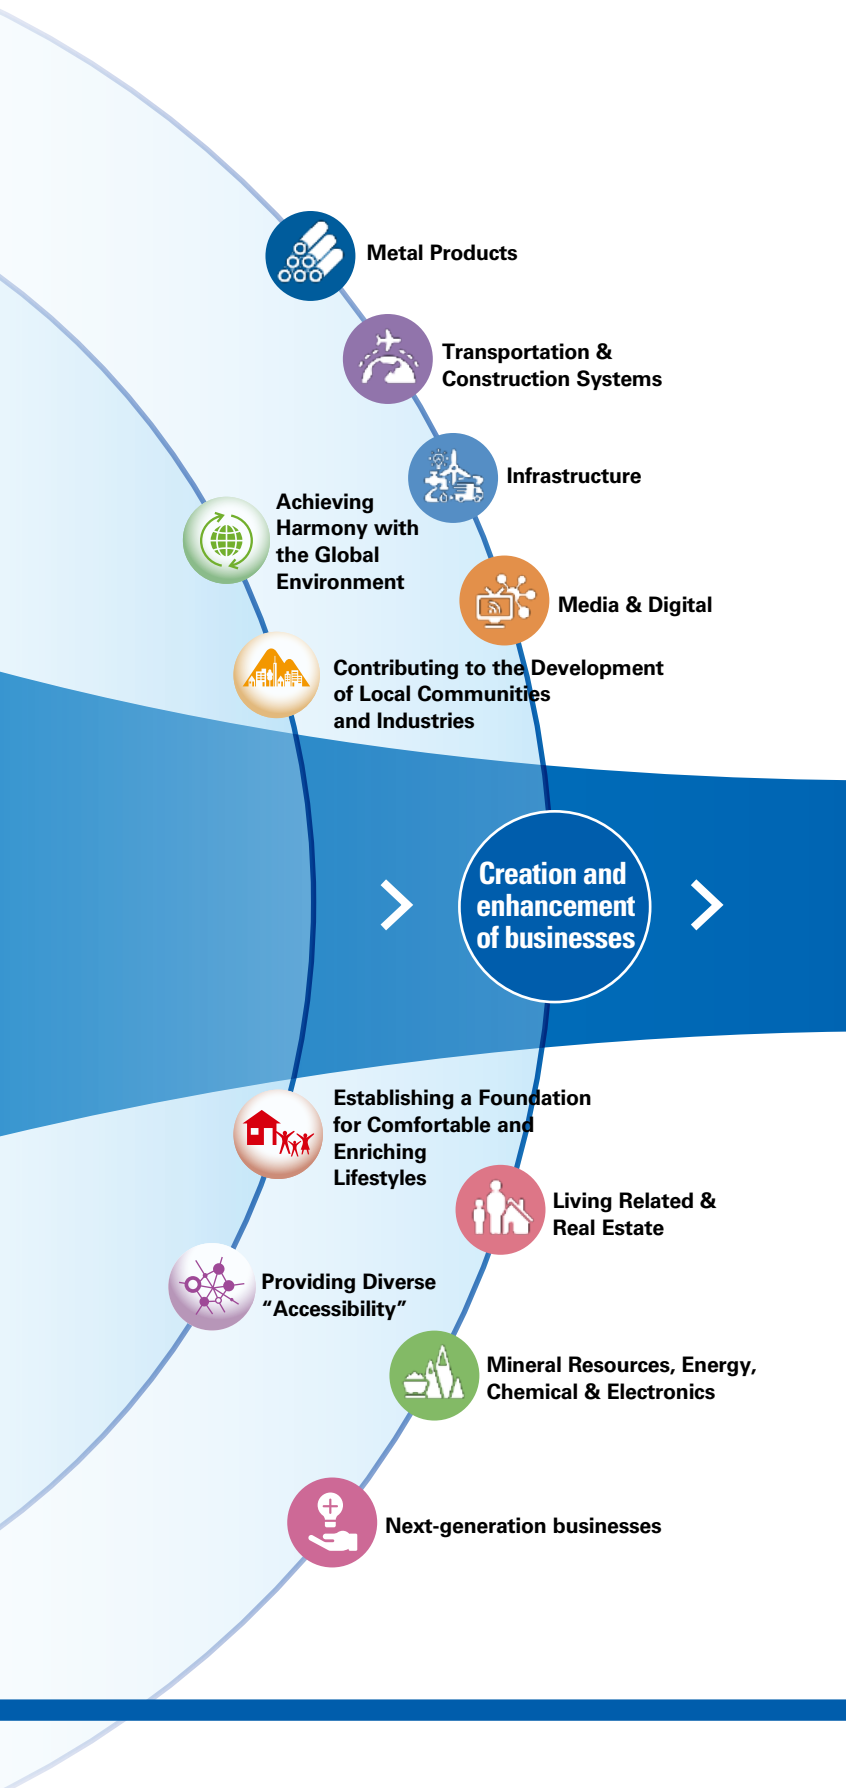 Metal Products
Transportation &
Construction Systems
Infrastructure
Achieving
Harmony with
the Global
Environment
Media & Digital
Contributing to the Development
of Local Communities
and Industries
Creation and
enhancement
of businesses
Establishing a Foundation
for Comfortable and
Enriching
Lifestyles
Living Related &
Real Estate
Providing Diverse
“Accessibility”
Mineral Resources, Energy,
Chemical & Electronics
Next-generation businesses